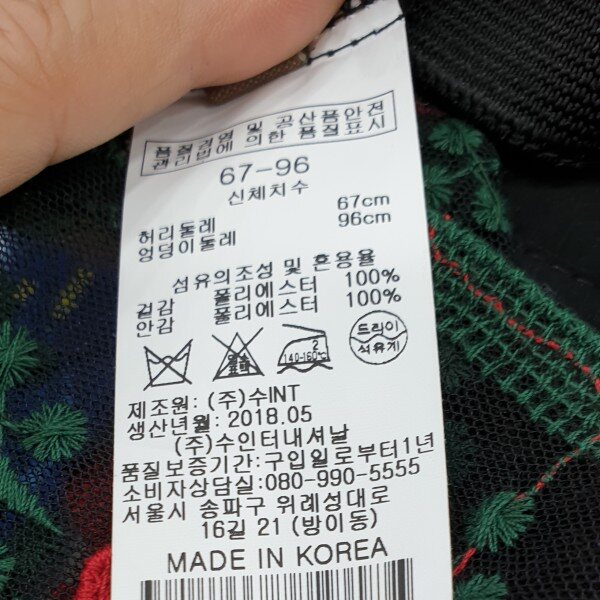 품질경영 및 공산품안전
관리법에 의한 품질표시
67-96
신체치수
허리둘레 67cm
엉덩이둘레 96cm
섬유의조성 및 혼용율
겉감 폴리에스터 100%
안감 폴리에스터 100%
염소표백 2 140-160℃ 드라이
석유계
제조원: (주)수INT
생산년월: 2018.05
(주)수인터내셔날
품질보증기간: 구입일로부터1년
소비자상담실: 080-990-5555
서울시 송파구 위례성대로
16길 21 (방이동)
MADE IN KOREA